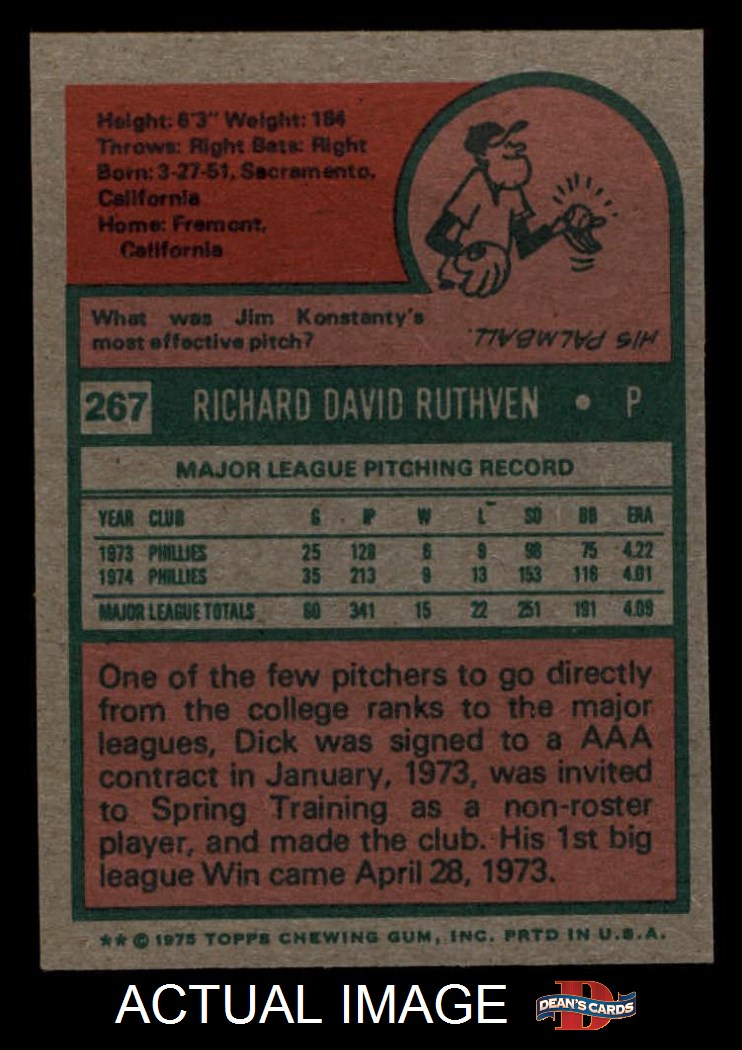 Height: 6'3" Weight: 184
Throws: Right Bats: Right
Born: 3-27-51, Sacramento,
California
Home: Fremont,
California
What was Jim Konstanty's
most effective pitch?
HIS PALMBALL.
267 RICHARD DAVID RUTHVEN • P
MAJOR LEAGUE PITCHING RECORD
YEAR CLUB G IP W L SO BB ERA
1973 PHILLIES 25 128 6 9 98 75 4.22
1974 PHILLIES 35 213 9 13 153 116 4.01
MAJOR LEAGUE TOTALS 60 341 15 22 251 191 4.09
One of the few pitchers to go directly
from the college ranks to the major
leagues, Dick was signed to a AAA
contract in January, 1973, was invited
to Spring Training as a non-roster
player, and made the club. His 1st big
league Win came April 28, 1973.
** © 1975 TOPPS CHEWING GUM, INC. PRTD IN U.S.A.
ACTUAL IMAGE
D
DEAN'S CARDS